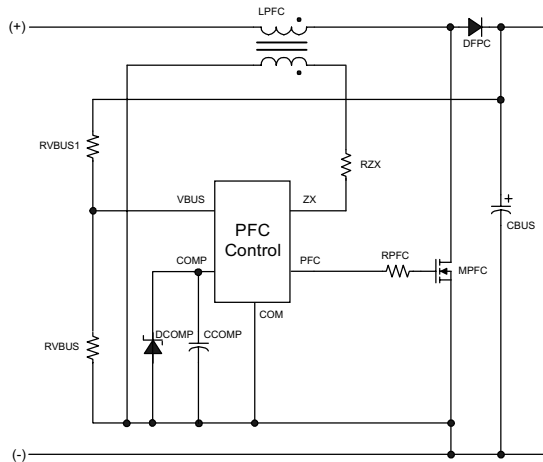 LPFC
(+)
DFPC
RVBUS1
RZX
VBUS
ZX
PFC
Control
CBUS
+
COMP
PFC
RPFC
MPFC
COM
DCOMP
CCOMP
RVBUS
(-)